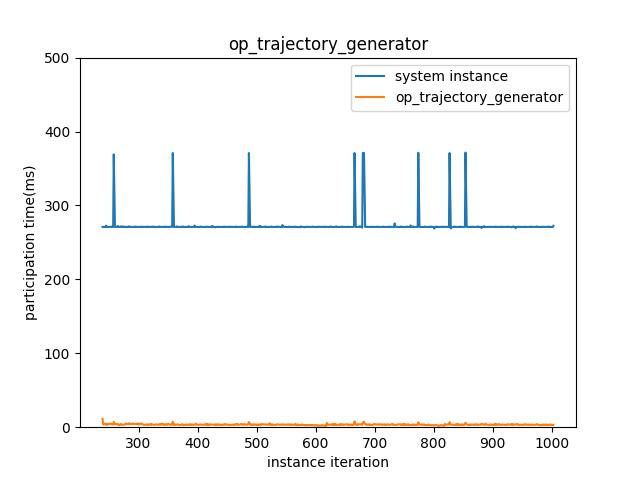 op_trajectory_generator
system instance
op_trajectory_generator
500
400
300
200
100
0
participation time(ms)
300 400 500 600 700 800 900 1000
instance iteration